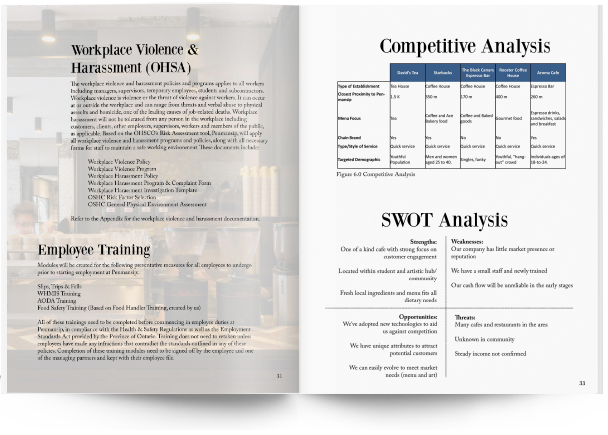 Workplace Violence &
Harassment (OHSA)
The workplace violence and harassment policies and programs applies to all workers
including managers, supervisors, temporary employees, students and subcontractors.
Workplace violence is violence or the threat of violence against workers. It can occur
at or outside the workplace and can range from threats and verbal abuse to physical
assaults and homicide, one of the leading causes of job-related deaths. Workplace
harassment will not be tolerated from any person in the workplace including
customers, clients, other employers, supervisors, workers and members of the public,
as applicable. Based on the OHSCO's Risk Assessment tool, Penmanip, will apply
all workplace violence and harassment programs and policies, along with all necessary
forms for staff to maintain a safe working environment. These documents include:
Workplace Violence Policy
Workplace Violence Program
Workplace Harassment Policy
Workplace Harassment Program & Complaint Form
Workplace Harassment Investigation Template
OSHC Risk Factor Selection
OSHC General Physical Environment Assessment
Refer to the Appendix for the workplace violence and harassment documentation.
Employee Training
Modules will be created for the following preventative measures for all employees to undergo
prior to starting employment at Penmanip:
Slips, Trips & Falls
WHMIS Training
AODA Training
Food Safety Training (Based on Food Handler Training, created by us)
All of these training need to be completed before commencing in employee duties at
Penmanip, in compliance with the Health & Safety Regulations as well as the Employment
Standards Act provided by the Province of Ontario. Training does not need to retaken unless
employees have made any infractions that contradict the standards outlined in any of these
policies. Completion of these training modules need to be signed off by the employee and one
of the managing partners and kept with their employee file.
31
Competitive Analysis
David's Tea Starbucks The Black Canary Espresso Bar Rooster Coffee House Aroma Cafe
Type of Establishment Tea House Coffee House Coffee House Coffee House Espresso Bar
Closest Proximity to Penmanip 1.5 K 350 m 170 m 400 m 260 m
Menu Focus Tea Coffee and Ace Bakery food Coffee and Baked goods Gourmet food Espresso drinks, sandwiches, salads and breakfast
Chain Brand Yes Yes No No Yes
Type/Style of Service Quick service Quick service Quick service Quick service Quick service
Targeted Demographic Youthful Population Men and women aged 25 to 40. Singles, funky Youthful, "hang-out" crowd Individuals ages of 18-to-24.
Figure 6.0 Competitive Analysis
SWOT Analysis
Strengths:
One of a kind cafe with strong focus on
customer engagement
Located within student and artistic hub/
community
Fresh local ingredients and menu fits all
dietary needs
Weaknesses:
Our company has little market presence or
reputation
We have a small staff and newly trained
Our cash flow will be unreliable in the early stages
Opportunities:
We've adopted new technologies to aid
us against competition
We have unique attributes to attract
potential customers
We can easily evolve to meet market
needs (menu and art)
Threats:
Many cafes and restaurants in the area
Unknown in community
Steady income not confirmed
33